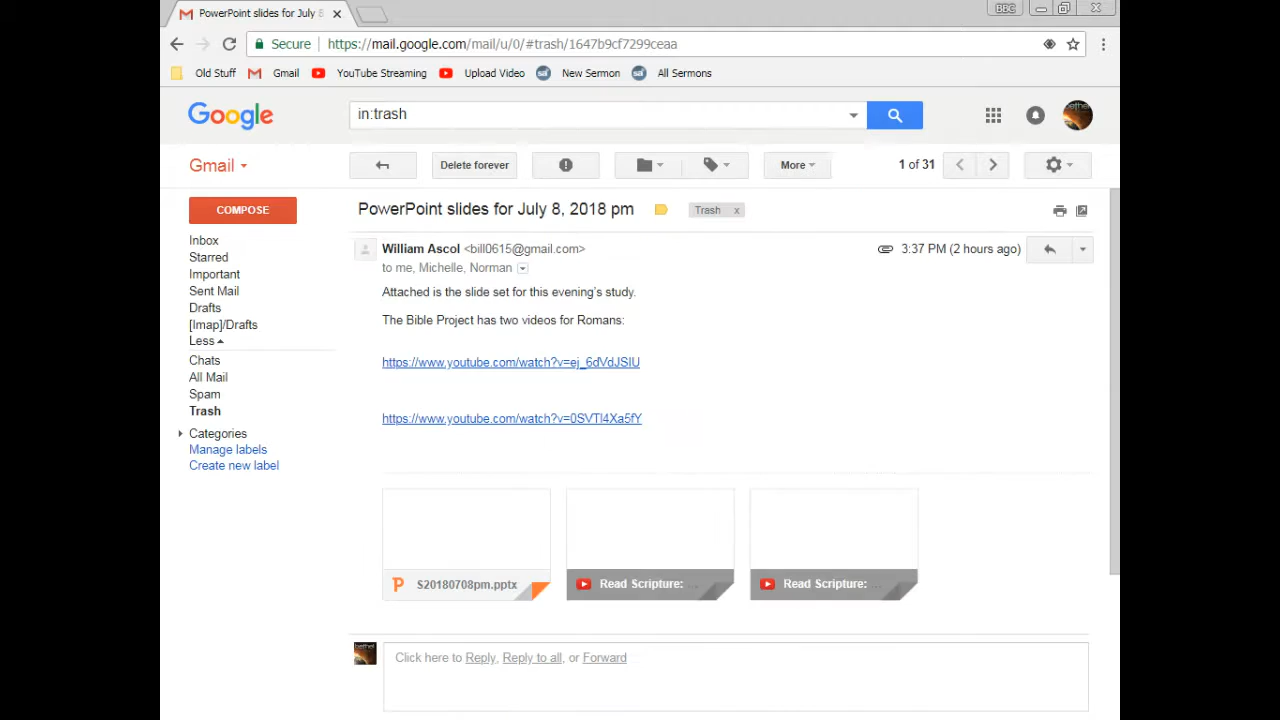 PowerPoint slides for July 8
BBC
Secure
https://mail.google.com/mail/u/0/#trash/1647b9cf7299ceaa
Old Stuff Gmail YouTube Streaming Upload Video New Sermon All Sermons
Google in:trash
Gmail Delete forever More 1 of 31
COMPOSE
PowerPoint slides for July 8, 2018 pm Trash x
William Ascol <bill0615@gmail.com> 3:37 PM (2 hours ago)
to me, Michelle, Norman
Attached is the slide set for this evening's study.
The Bible Project has two videos for Romans:
https://www.youtube.com/watch?v=ej_6dVdJSIU
https://www.youtube.com/watch?v=0SVTl4Xa5fY
Inbox
Starred
Important
Sent Mail
Drafts
[Imap]/Drafts
Less
Chats
All Mail
Spam
Trash
Categories
Manage labels
Create new label
S20180708pm.pptx
Read Scripture: ...
Read Scripture: ...
Click here to Reply, Reply to all, or Forward